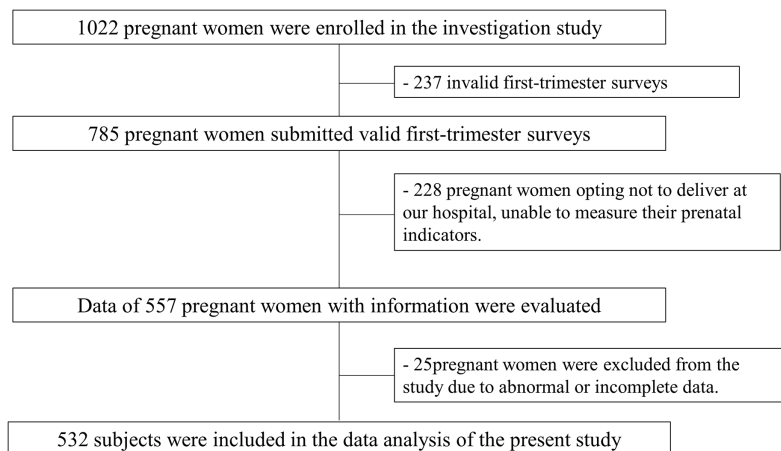 1022 pregnant women were enrolled in the investigation study
- 237 invalid first-trimester surveys
785 pregnant women submitted valid first-trimester surveys
- 228 pregnant women opting not to deliver at
our hospital, unable to measure their prenatal
indicators.
Data of 557 pregnant women with information were evaluated
- 25pregnant women were excluded from the
study due to abnormal or incomplete data.
532 subjects were included in the data analysis of the present study